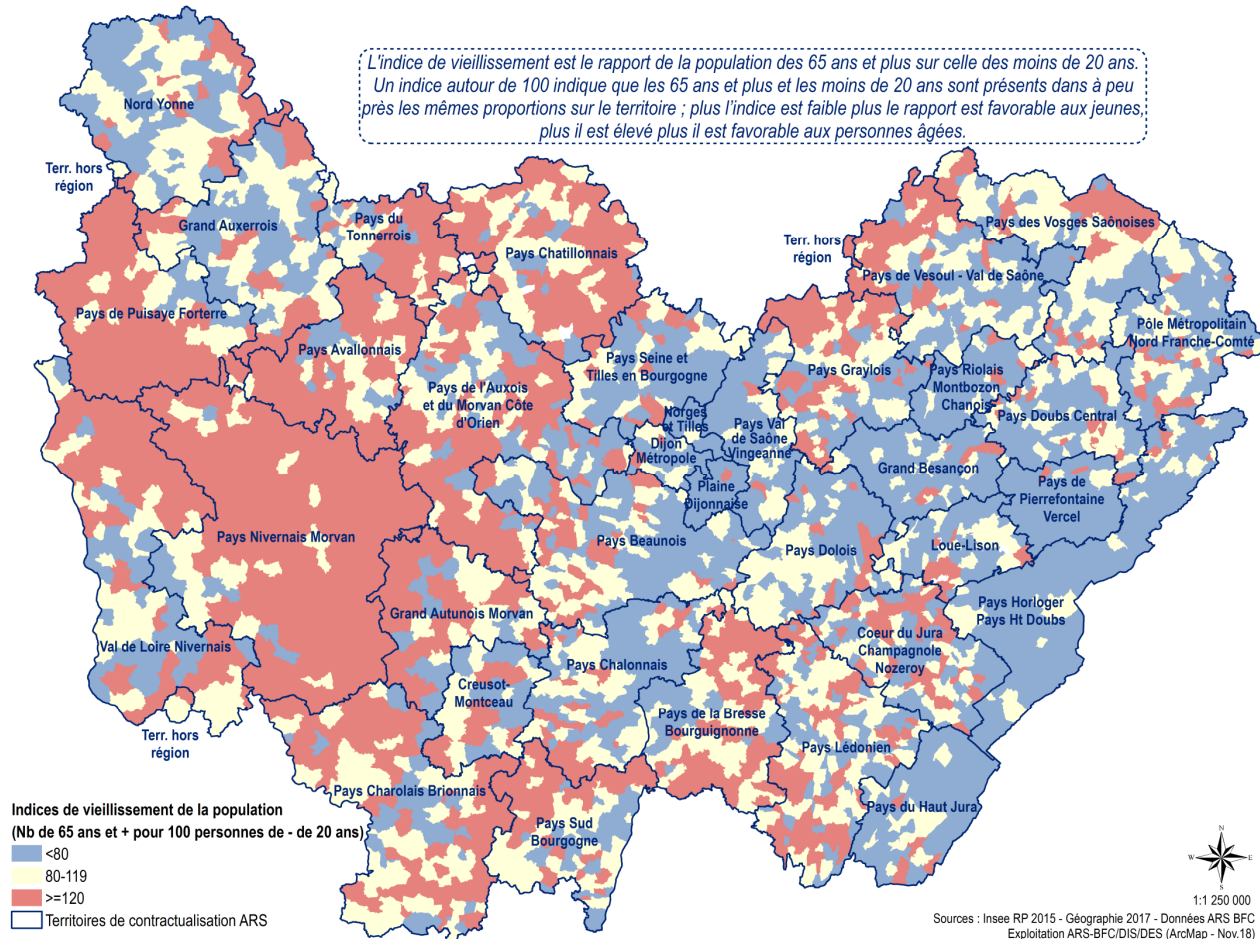 L'indice de vieillissement est le rapport de la population des 65 ans et plus sur celle des moins de 20 ans.
Un indice autour de 100 indique que les 65 ans et plus et les moins de 20 ans sont présents dans à peu
près les mêmes proportions sur le territoire ; plus l'indice est faible plus le rapport est favorable aux jeunes,
plus il est élevé plus il est favorable aux personnes âgées.
Nord Yonne
Terr. hors
région
Grand Auxerrois
Pays du
Tonnerrois
Pays Chatillonnais
Terr. hors
région
Pays des Vosges Saônoises
Pays de Vesoul - Val de Saône
Pays de Puisaye Forterre
Pays Avallonnais
Pôle Métropolitain
Nord Franche-Comté
Pays Seine et
Tilles en Bourgogne
Pays Graylois
Pays Riolais
Montbozon
Chanois
Pays de l'Auxois
et du Morvan Côte
d'Orien
Norges
et Tilles
Pays Doubs Central
Dijon
Métropole
Pays Val
de Saône
Vingeanne
Grand Besançon
Plaine
Dijonnaise
Pays de
Pierrefontaine
Vercel
Pays Nivernais Morvan
Pays Beaunois
Pays Dolois
Loue-Lison
Grand Autunois Morvan
Pays Horloger
Pays Ht Doubs
Val de Loire Nivernais
Coeur du Jura
Champagnole
Nozeroy
Pays Chalonnais
Creusot-
Montceau
Pays de la Bresse
Bourguignonne
Terr. hors
région
Pays Lédonien
Pays Charolais Brionnais
Pays du Haut Jura
Pays Sud
Bourgogne
Indices de vieillissement de la population
(Nb de 65 ans et + pour 100 personnes de - de 20 ans)
<80
80-119
>=120
Territoires de contractualisation ARS
N
W E
S
1:1 250 000
Sources : Insee RP 2015 - Géographie 2017 - Données ARS BFC
Exploitation ARS-BFC/DIS/DES (ArcMap - Nov.18)